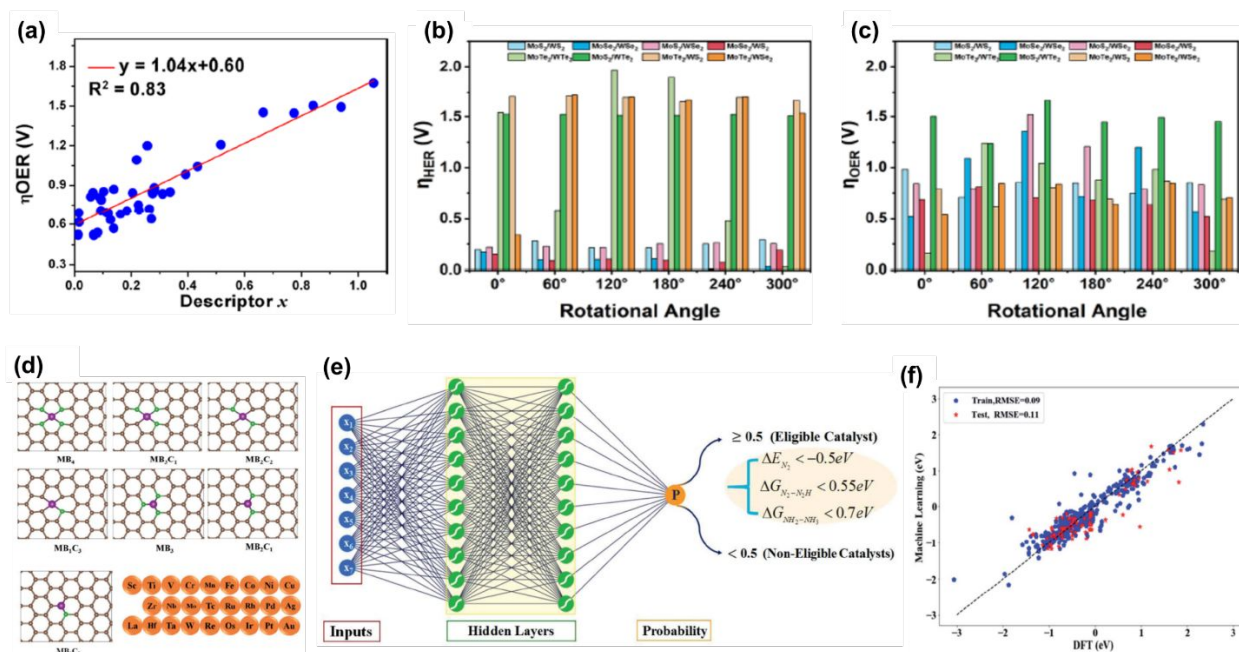 (a)
ηOER (V)
1.8
1.5
1.2
0.9
0.6
0.3
y = 1.04x+0.60
R² = 0.83
0.0 0.2 0.4 0.6 0.8 1.0
Descriptor x
(b)
MoS₂/WS₂ MoSe₂/WSe₂ MoS₂/WSe₂ MoSe₂/WS₂
MoTe₂/WTe₂ MoS₂/WTe₂ MoTe₂/WS₂ MoTe₂/WSe₂
η_HER (V)
2.0
1.5
1.0
0.5
0.0
0° 60° 120° 180° 240° 300°
Rotational Angle
(c)
MoS₂/WS₂ MoSe₂/WSe₂ MoS₂/WSe₂ MoSe₂/WS₂
MoTe₂/WTe₂ MoS₂/WTe₂ MoTe₂/WS₂ MoTe₂/WSe₂
η_OER (V)
2.0
1.5
1.0
0.5
0.0
0° 60° 120° 180° 240° 300°
Rotational Angle
(d)
MB₄ MB₃C₁ MB₂C₂
MB₁C₃ MB₃ MB₂C₁
Sc Ti V Cr Mn Fe Co Ni Cu
Zr Nb Mo Tc Ru Rh Pd Ag
La Hf Ta W Re Os Ir Pt Au
(e)
X₁
X₂
X₃
X₄
X₅
X₆
X₇
P
≥ 0.5 (Eligible Catalyst)
ΔE_N₂ < −0.5eV
ΔG_N₂−N₂H < 0.55eV
ΔG_NH₂−NH₃ < 0.7eV
< 0.5 (Non-Eligible Catalysts)
Inputs
Hidden Layers
Probability
(f)
Train,RMSE=0.09
Test, RMSE=0.11
Machine Learning (eV)
3
2
1
0
−1
−2
−3
−3 −2 −1 0 1 2 3
DFT (eV)